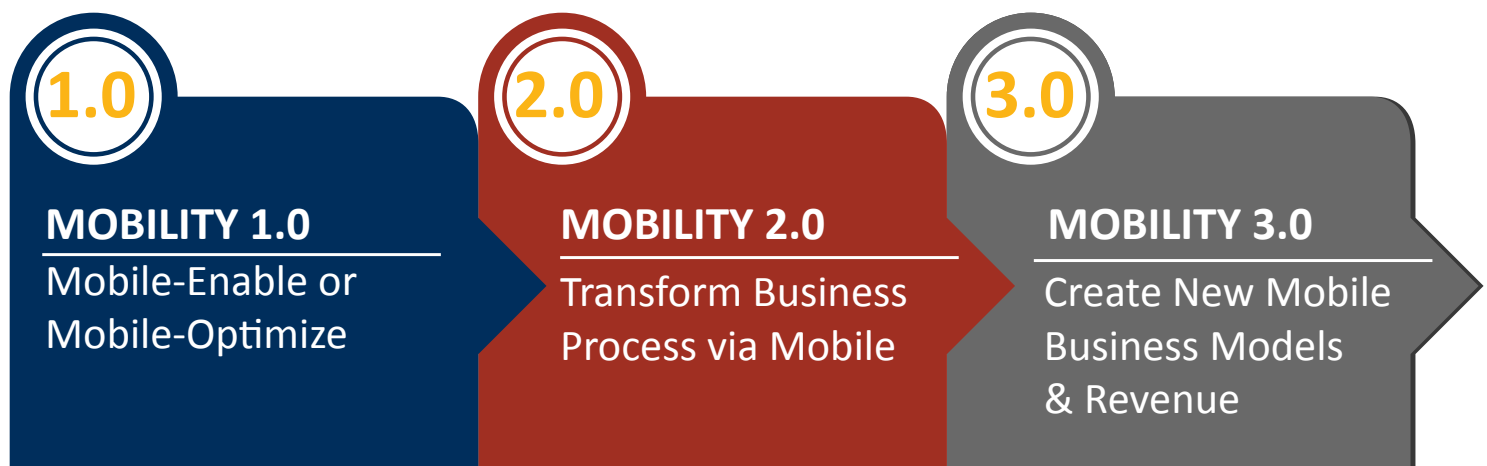 1.0
MOBILITY 1.0
Mobile-Enable or
Mobile-Optimize
2.0
MOBILITY 2.0
Transform Business
Process via Mobile
3.0
MOBILITY 3.0
Create New Mobile
Business Models
& Revenue